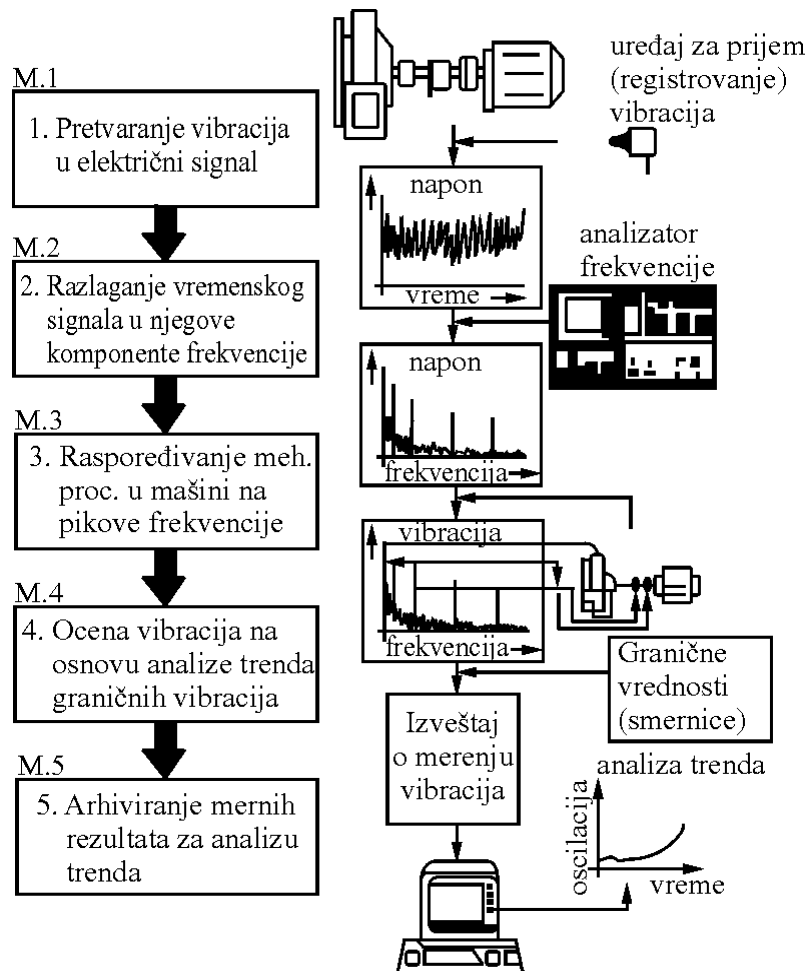 M.1
1. Pretvaranje vibracija
u električni signal
M.2
2. Razlaganje vremenskog
signala u njegove
komponente frekvencije
M.3
3. Raspoređivanje meh.
proc. u mašini na
pikove frekvencije
M.4
4. Ocena vibracija na
osnovu analize trenda
graničnih vibracija
M.5
5. Arhiviranje mernih
rezultata za analizu
trenda
uređaj za prijem
(registrovanje)
vibracija
napon
vreme
analizator
frekvencije
napon
frekvencija
vibracija
frekvencija
Granične
vrednosti
(smernice)
Izveštaj
o merenju
vibracija
analiza trenda
oscilacija
vreme